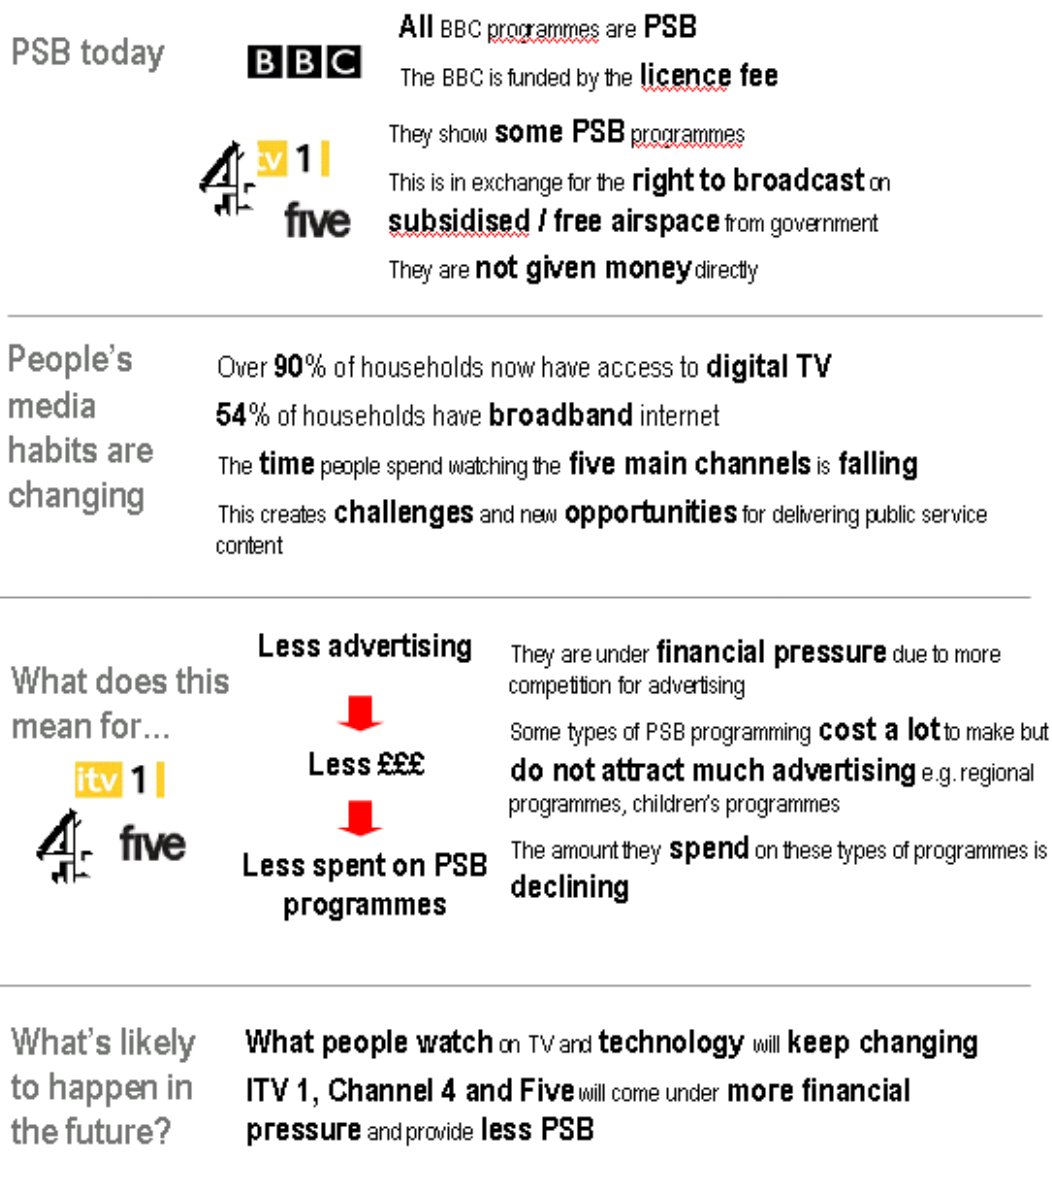 PSB today
BBC
All BBC programmes are PSB
The BBC is funded by the licence fee
4
itv 1
five
They show some PSB programmes
This is in exchange for the right to broadcast on
subsidised / free airspace from government
They are not given money directly
People's
media
habits are
changing
Over 90% of households now have access to digital TV
54% of households have broadband internet
The time people spend watching the five main channels is falling
This creates challenges and new opportunities for delivering public service
content
What does this
mean for...
itv 1
4
five
Less advertising
Less £££
Less spent on PSB
programmes
They are under financial pressure due to more
competition for advertising
Some types of PSB programming cost a lot to make but
do not attract much advertising e.g. regional
programmes, children's programmes
The amount they spend on these types of programmes is
declining
What's likely
to happen in
the future?
What people watch on TV and technology will keep changing
ITV 1, Channel 4 and Five will come under more financial
pressure and provide less PSB